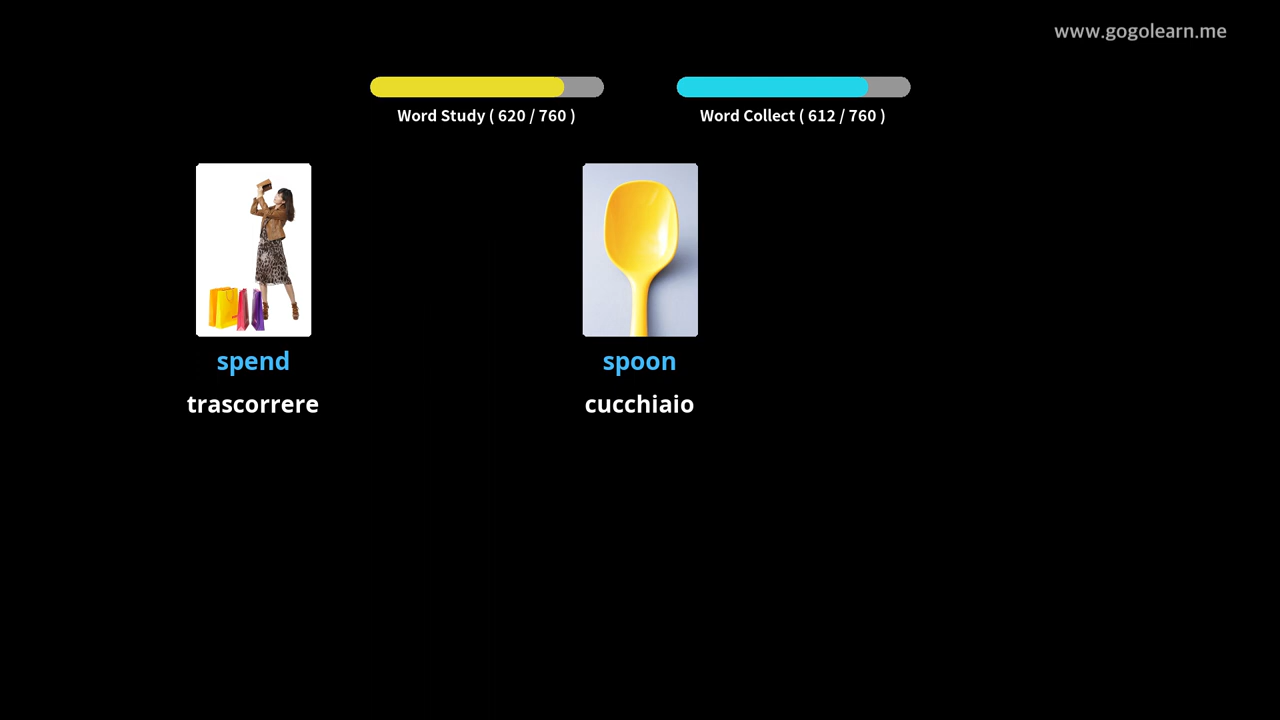 www.gogolearn.me
Word Study ( 620 / 760 )
Word Collect ( 612 / 760 )
spend
spoon
trascorrere
cucchiaio